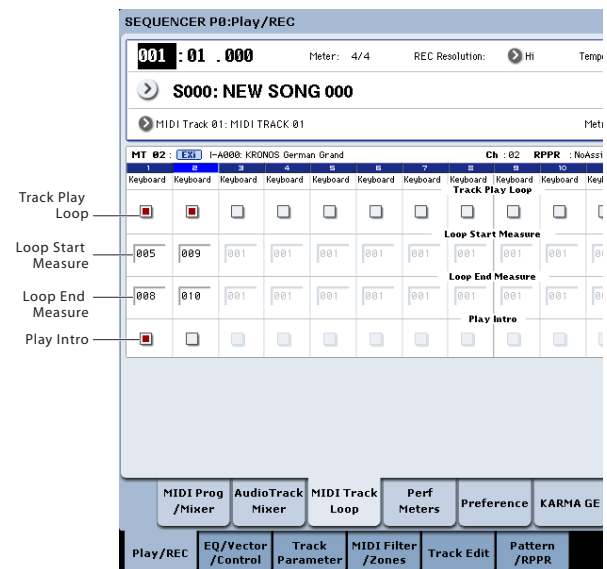 SEQUENCER P0:Play/REC
001 : 01 . 000 Meter: 4/4 REC Resolution: Hi
S000: NEW SONG 000
MIDI Track 01: MIDI TRACK 01
MT 02 : EXi I-A000: KRONOS German Grand Ch : 02 RPPR : NoAssi
1 2 3 4 5 6 7 8 9 10
Keyboard Keyboard Keyboard Keyboard Keyboard Keyboard Keyboard Keyboard Keyboard Keyboard
Track Play Loop
Track Play
Loop
Loop Start Measure
Loop Start
Measure
005 009 001 001 001 001 001 001 001 001
Loop End Measure
Loop End
Measure
008 010 001 001 001 001 001 001 001 001
Play Intro
Play Intro
MIDI Prog
/Mixer
AudioTrack
Mixer
MIDI Track
Loop
Perf
Meters
Preference
KARMA GE
Play/REC
EQ/Vector
/Control
Track
Parameter
MIDI Filter
/Zones
Track Edit
Pattern
/RPPR